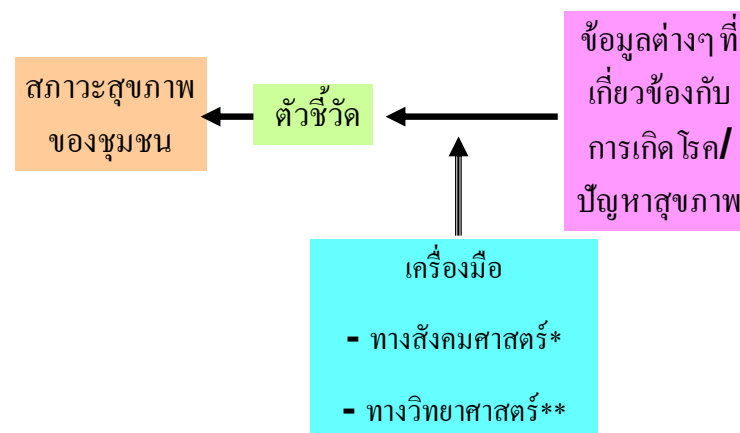 สภาวะสุขภาพ
ของชุมชน
ตัวชี้วัด
ข้อมูลต่างๆ ที่
เกี่ยวข้องกับ
การเกิดโรค/
ปัญหาสุขภาพ
เครื่องมือ
- ทางสังคมศาสตร์*
- ทางวิทยาศาสตร์**